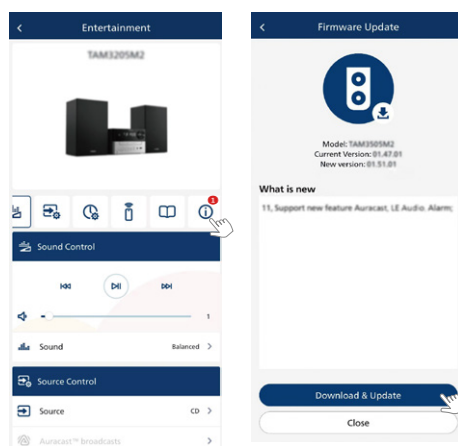 Entertainment
TAM3205M2
1
Sound Control
1
Sound
Balanced
Source Control
Source
CD
Auracast™ broadcasts
Firmware Update
Model: TAM3505M2
Current Version: 01.47.01
New version: 01.51.01
What is new
11, Support new feature Auracast, LE Audio. Alarm;
Download & Update
Close